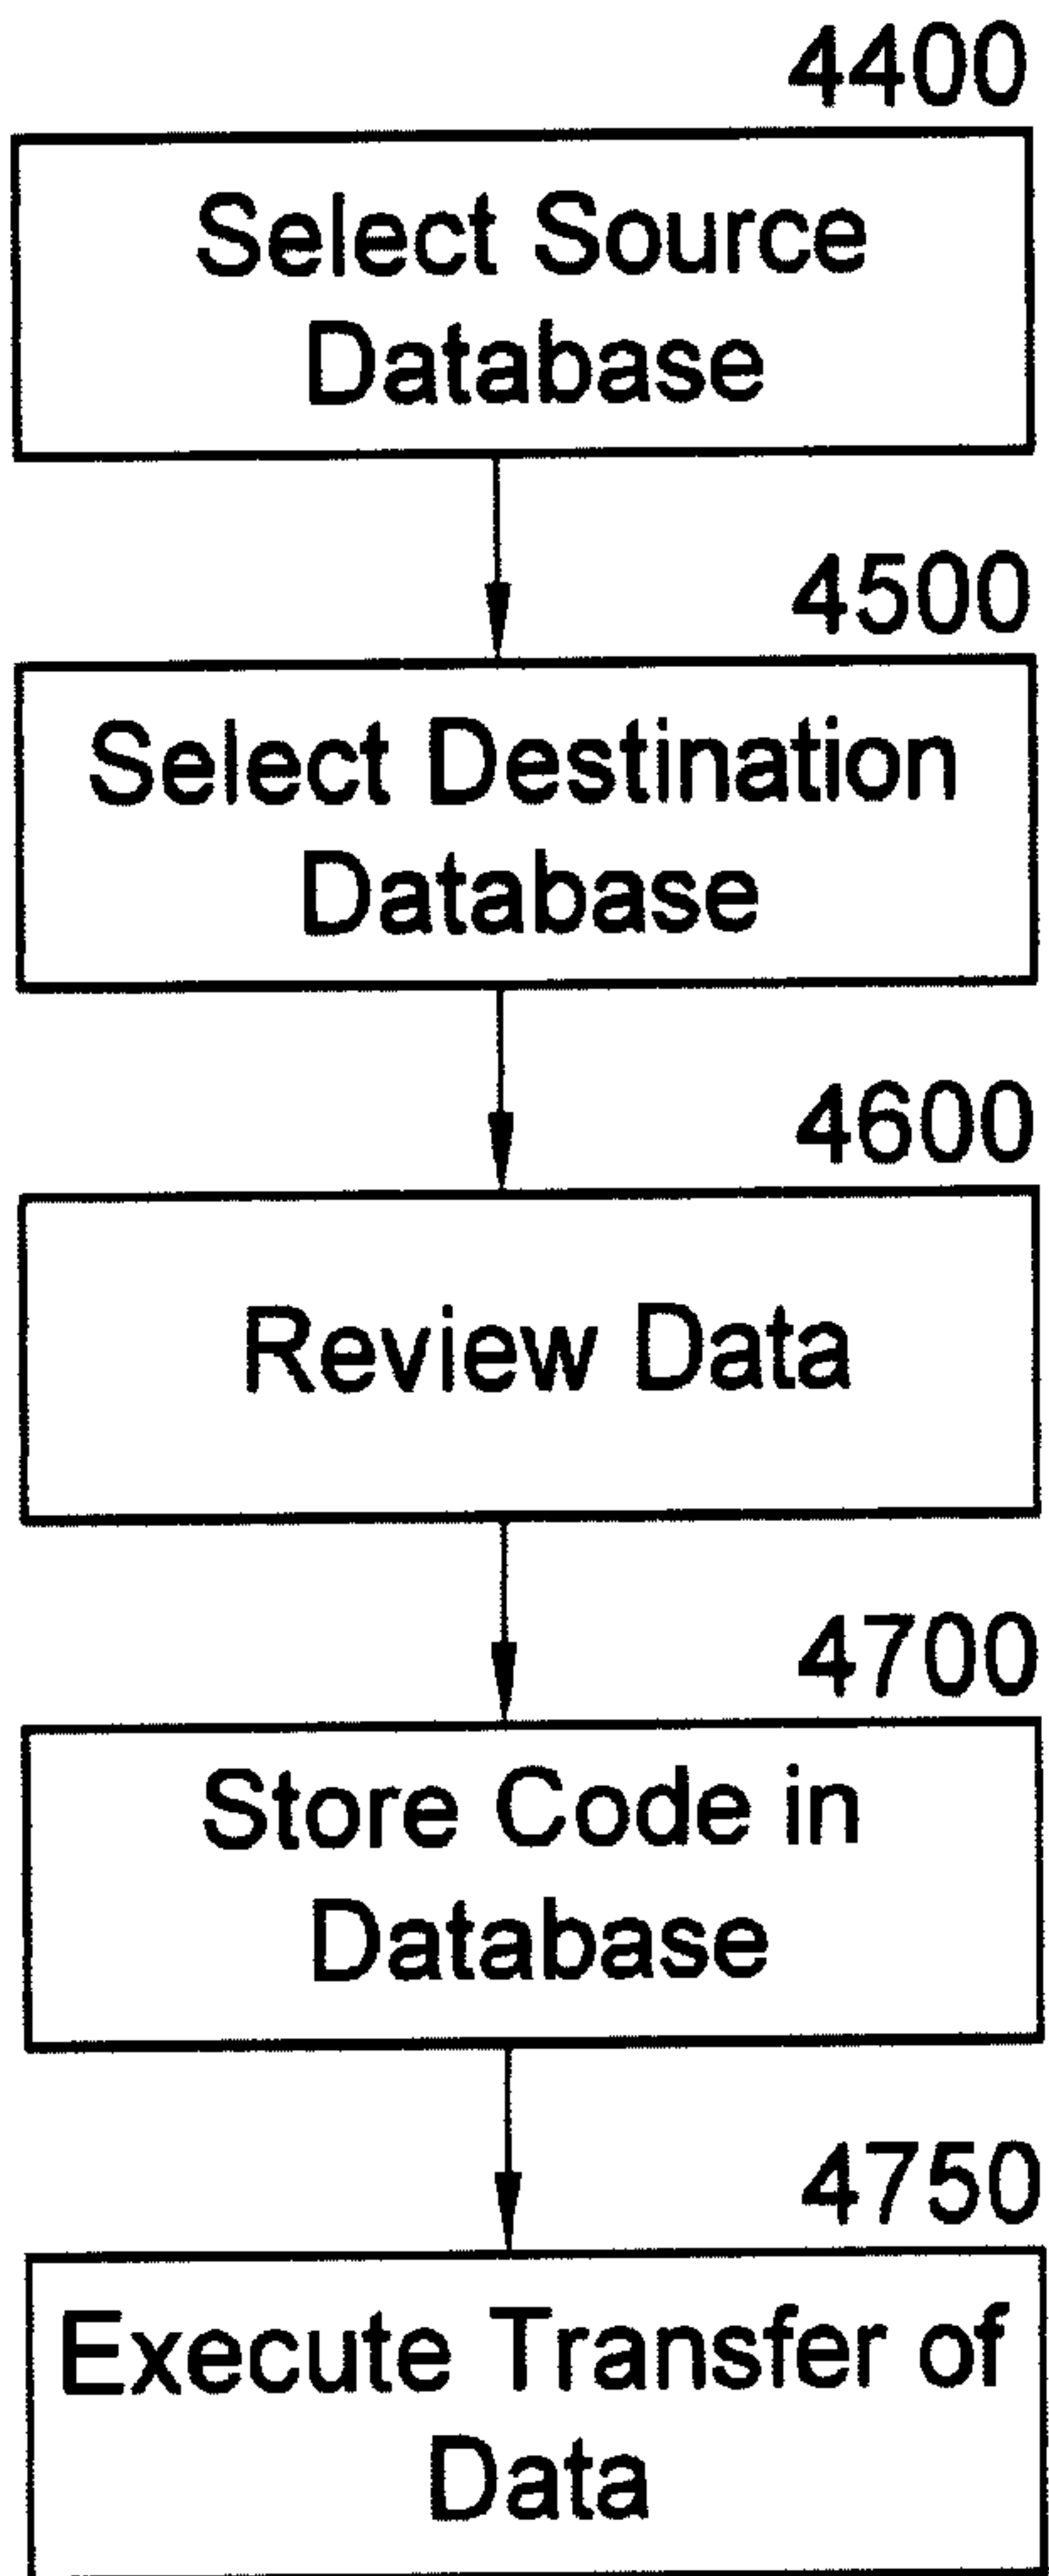 4400
Select Source
Database
4500
Select Destination
Database
4600
Review Data
4700
Store Code in
Database
4750
Execute Transfer of
Data